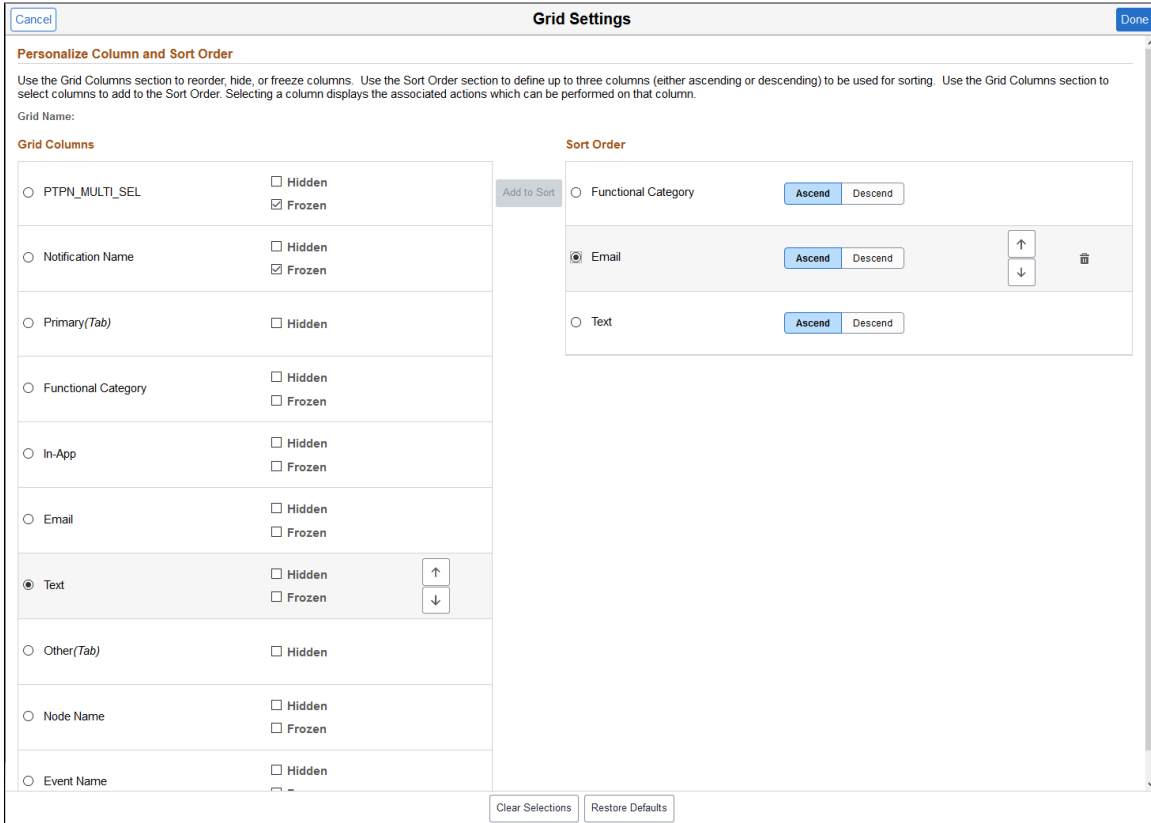 Cancel
Grid Settings
Done
Personalize Column and Sort Order
Use the Grid Columns section to reorder, hide, or freeze columns.  Use the Sort Order section to define up to three columns (either ascending or descending) to be used for sorting.  Use the Grid Columns section to
select columns to add to the Sort Order. Selecting a column displays the associated actions which can be performed on that column.
Grid Name:
Grid Columns
PTPN_MULTI_SEL
Hidden
Frozen
Notification Name
Hidden
Frozen
Primary(Tab)
Hidden
Functional Category
Hidden
Frozen
In-App
Hidden
Frozen
Email
Hidden
Frozen
Text
Hidden
Frozen
Other(Tab)
Hidden
Node Name
Hidden
Frozen
Event Name
Hidden
Add to Sort
Sort Order
Functional Category
Ascend
Descend
Email
Ascend
Descend
Text
Ascend
Descend
Clear Selections
Restore Defaults